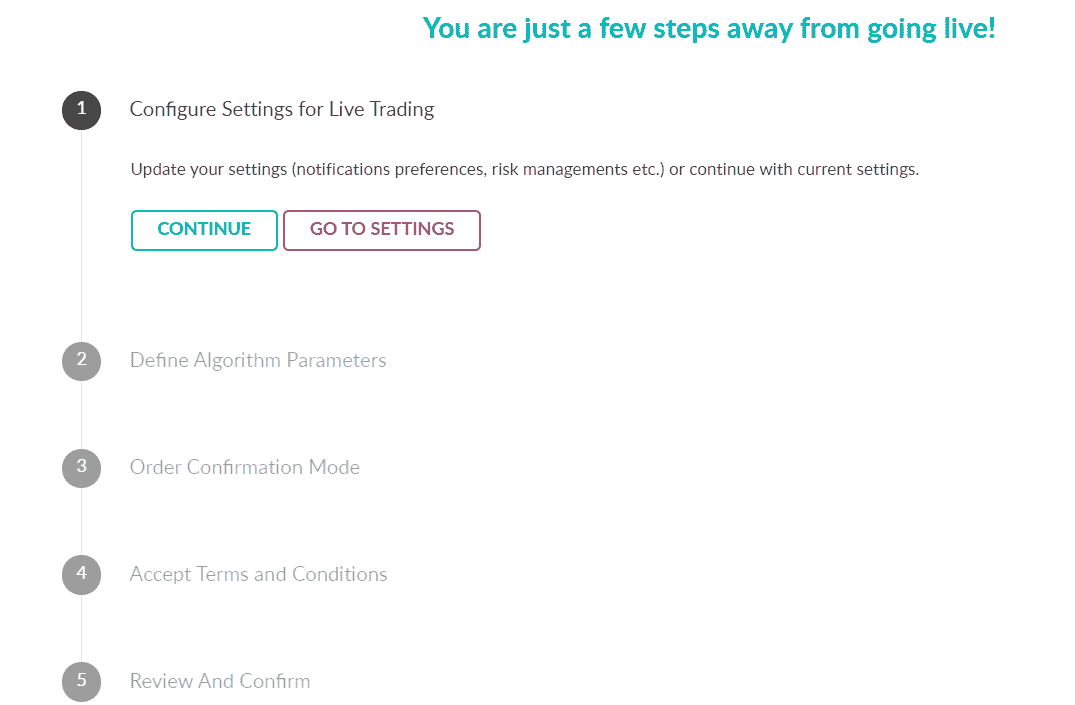 You are just a few steps away from going live!
1 Configure Settings for Live Trading
Update your settings (notifications preferences, risk managements etc.) or continue with current settings.
CONTINUE GO TO SETTINGS
2 Define Algorithm Parameters
3 Order Confirmation Mode
4 Accept Terms and Conditions
5 Review And Confirm